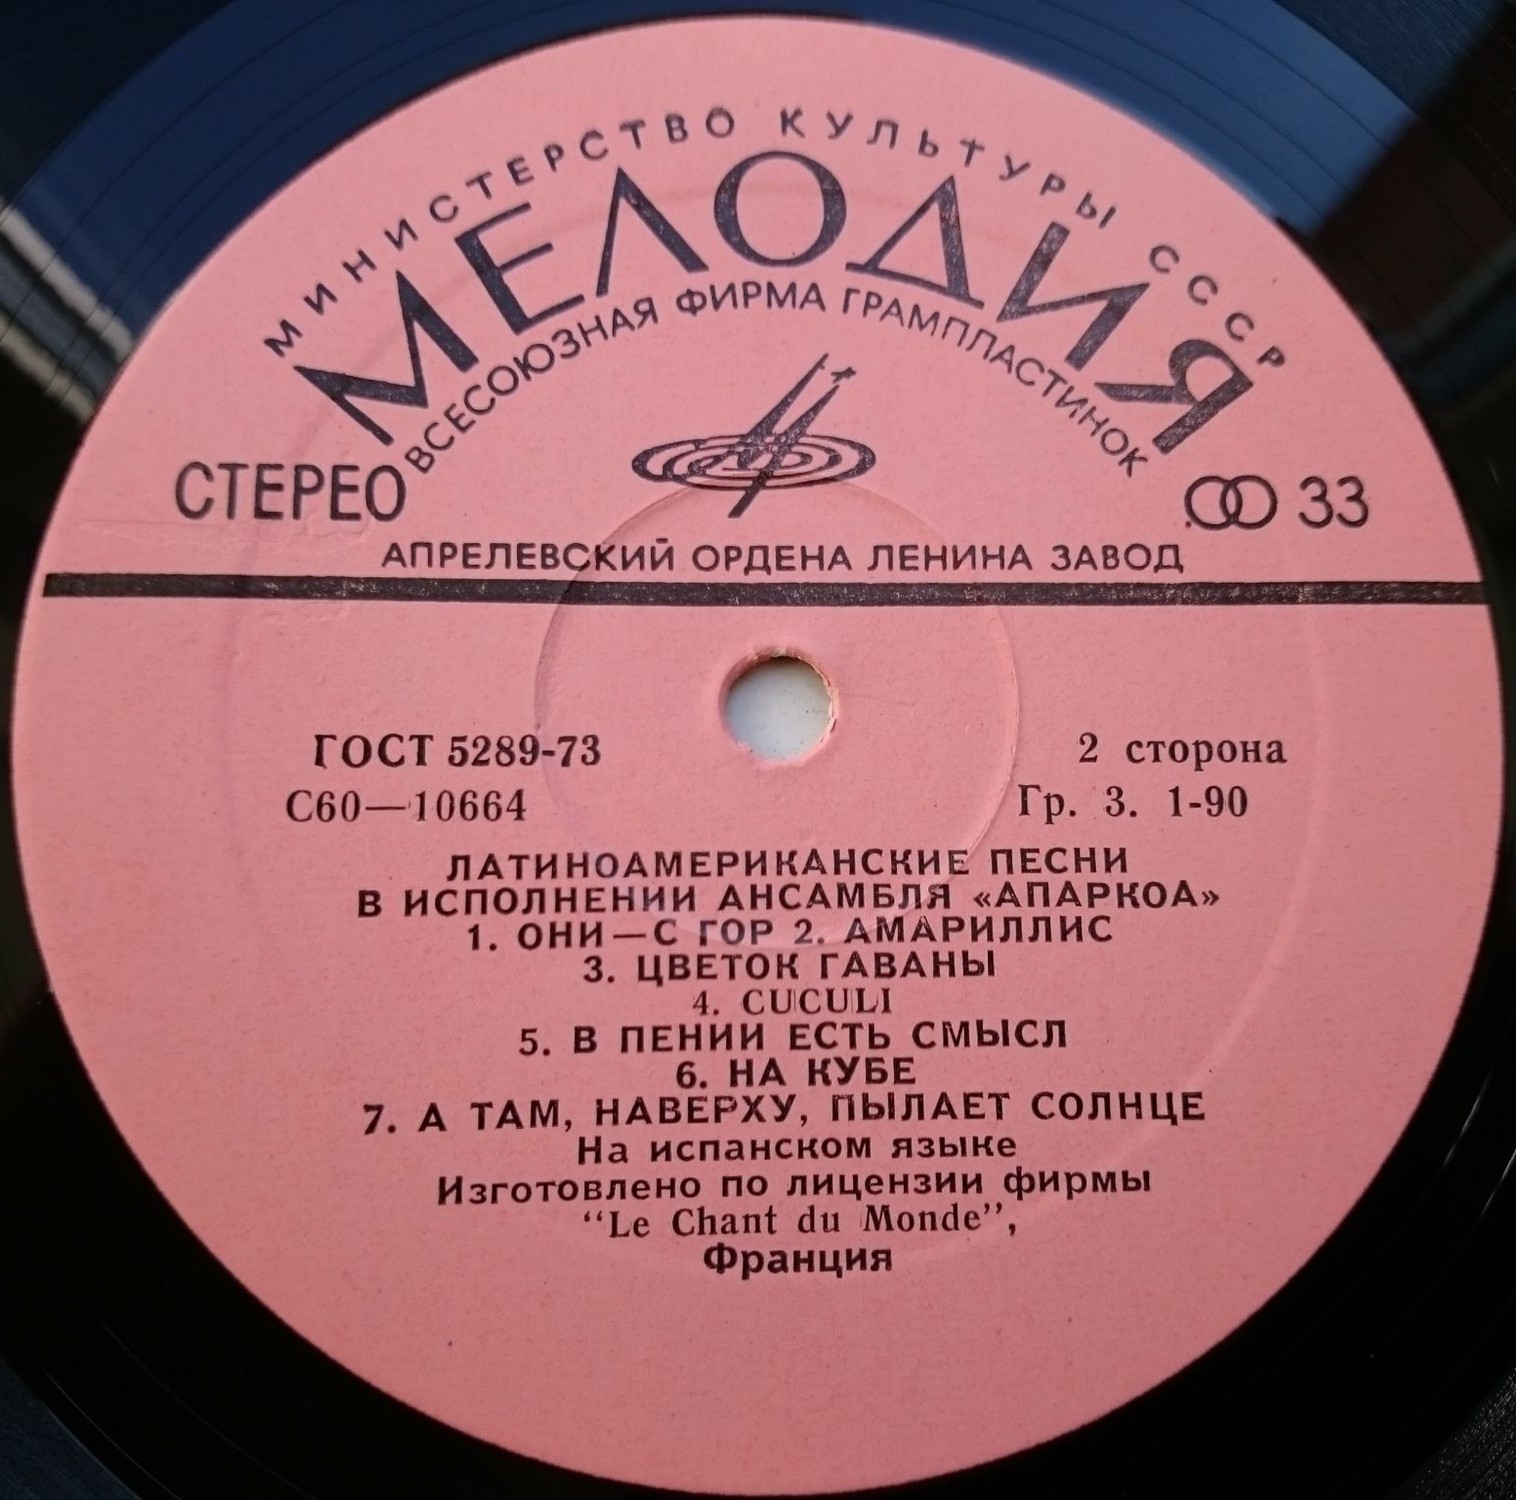 МИНИСТЕРСТВО КУЛЬТУРЫ СССР
МЕЛОДИЯ
ВСЕСОЮЗНАЯ ФИРМА ГРАМПЛАСТИНОК
СТЕРЕО
33
АПРЕЛЕВСКИЙ ОРДЕНА ЛЕНИНА ЗАВОД
ГОСТ 5289-73
2 сторона
С60—10664
Гр. 3. 1-90
ЛАТИНОАМЕРИКАНСКИЕ ПЕСНИ
В ИСПОЛНЕНИИ АНСАМБЛЯ «АПАРКОА»
1. ОНИ—С ГОР 2. АМАРИЛЛИС
3. ЦВЕТОК ГАВАНЫ
4. CUCULI
5. В ПЕНИИ ЕСТЬ СМЫСЛ
6. НА КУБЕ
7. А ТАМ, НАВЕРХУ, ПЫЛАЕТ СОЛНЦЕ
На испанском языке
Изготовлено по лицензии фирмы
“Le Chant du Monde”,
Франция